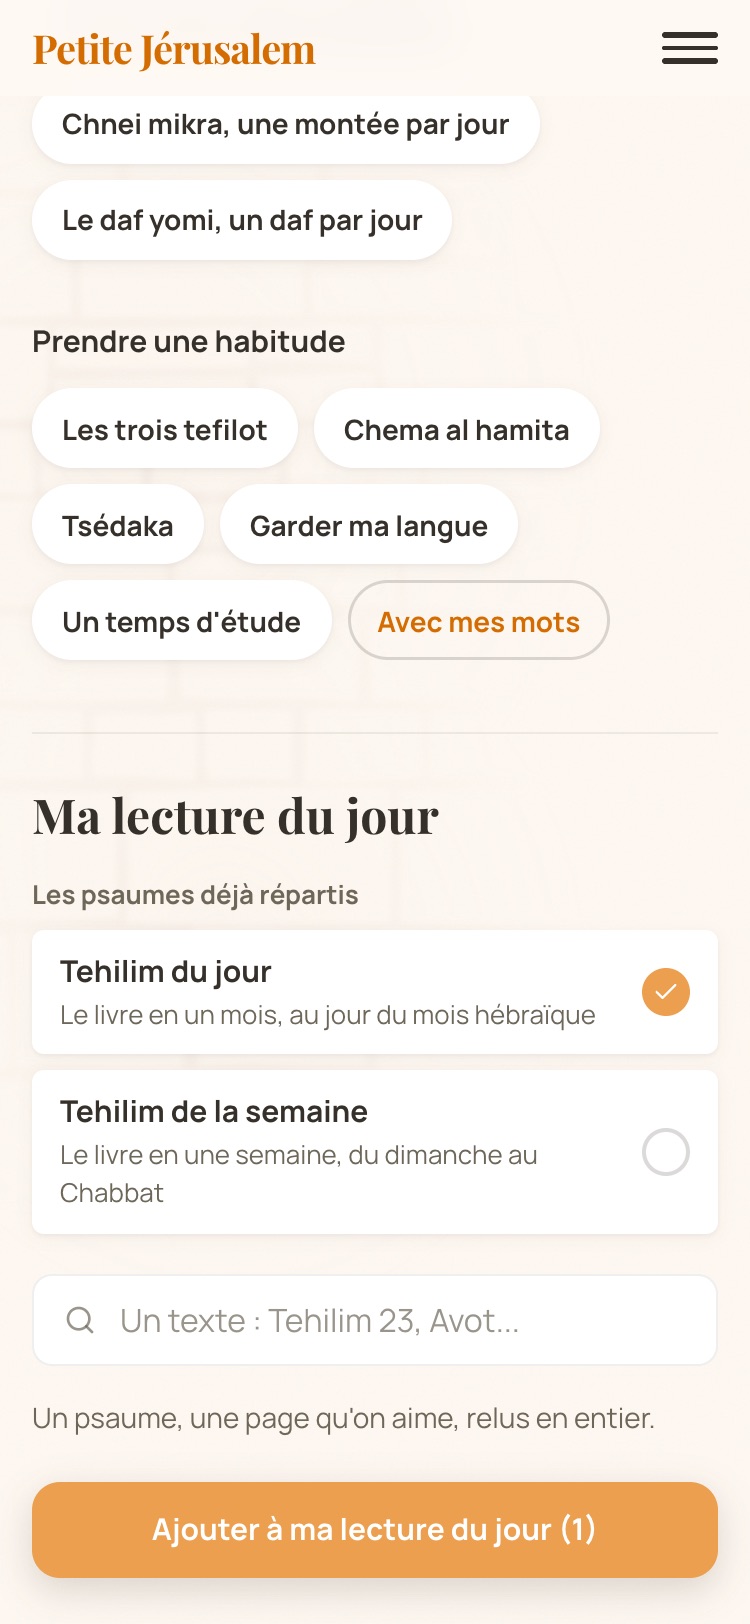 Petite Jérusalem
Chnei mikra, une montée par jour
Le daf yomi, un daf par jour
Prendre une habitude
Les trois tefilot
Chema al hamita
Tsédaka
Garder ma langue
Un temps d'étude
Avec mes mots
Ma lecture du jour
Les psaumes déjà répartis
Tehilim du jour
Le livre en un mois, au jour du mois hébraïque
Tehilim de la semaine
Le livre en une semaine, du dimanche au
Chabbat
Un texte : Tehilim 23, Avot...
Un psaume, une page qu'on aime, relus en entier.
Ajouter à ma lecture du jour (1)